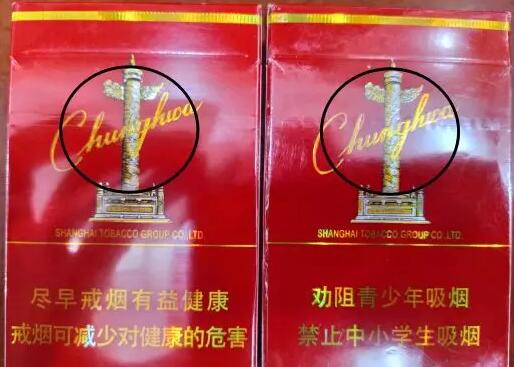 Chunghwa
SHANGHAI TOBACCO GROUP CO.,LTD.
尽早戒烟有益健康
戒烟可减少对健康的危害
Chunghwa
SHANGHAI TOBACCO GROUP CO.,LTD.
劝阻青少年吸烟
禁止中小学生吸烟